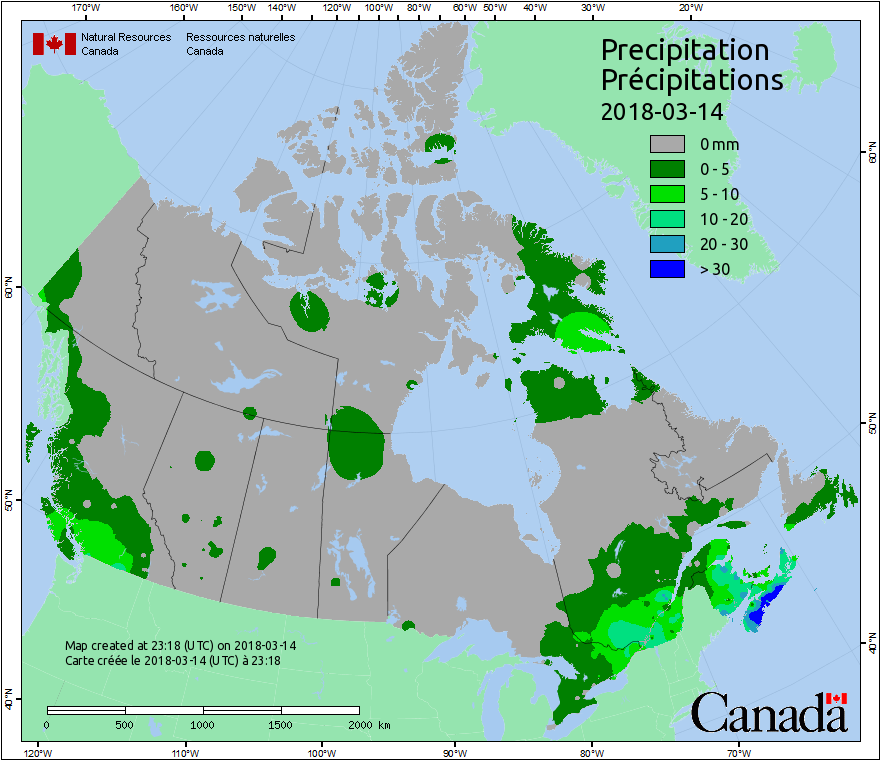 170°W 160°W 150°W 140°W 120°W 100°W 80°W 60°W 50°W 40°W 30°W 20°W
Natural Resources Ressources naturelles
Canada Canada
Precipitation
Précipitations
2018-03-14
0 mm
0 - 5
5 - 10
10 - 20
20 - 30
> 30
60°N
50°N
40°N
60°N
50°N
40°N
Map created at 23:18 (UTC) on 2018-03-14
Carte créée le 2018-03-14 (UTC) à 23:18
0 500 1000 1500 2000 km
Canada
120°W 110°W 100°W 90°W 80°W 70°W